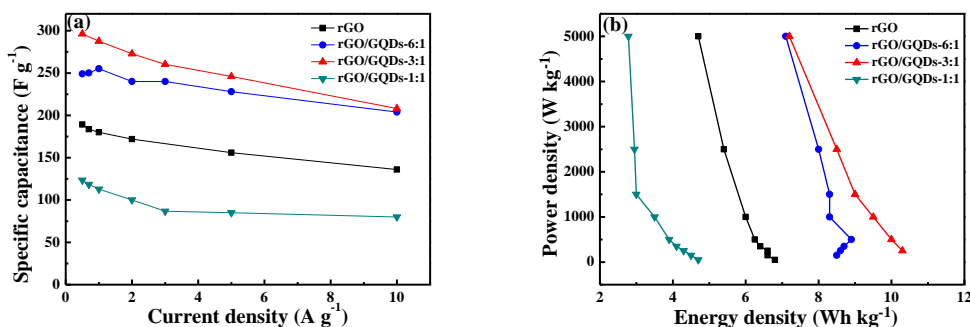 (a)
rGO
rGO/GQDs-6:1
rGO/GQDs-3:1
rGO/GQDs-1:1
Specific capacitance (F g-1)
300
250
200
150
100
50
0
0 2 4 6 8 10
Current density (A g-1)
(b)
rGO
rGO/GQDs-6:1
rGO/GQDs-3:1
rGO/GQDs-1:1
Power density (W kg-1)
5000
4000
3000
2000
1000
0
2 4 6 8 10 12
Energy density (Wh kg-1)